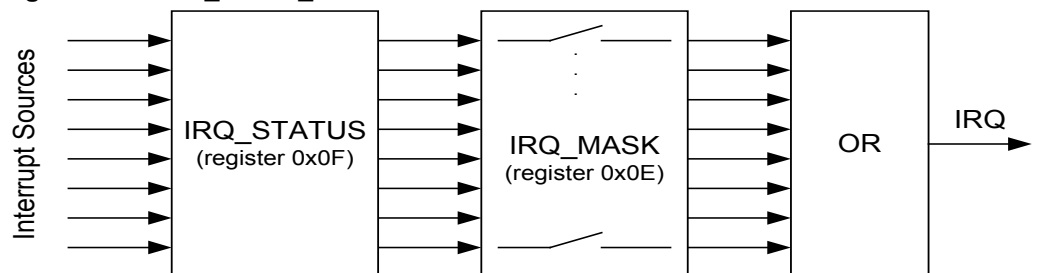 Interrupt Sources
IRQ_STATUS
(register 0x0F)
IRQ_MASK
(register 0x0E)
OR
IRQ